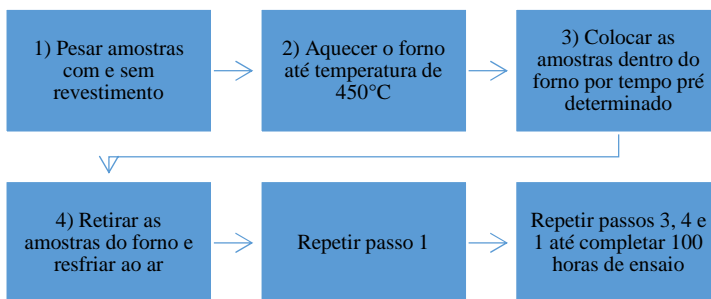 1) Pesar amostras
com e sem
revestimento
2) Aquecer o forno
até temperatura de
450°C
3) Colocar as
amostras dentro do
forno por tempo pré
determinado
4) Retirar as
amostras do forno e
resfriar ao ar
Repetir passo 1
Repetir passos 3, 4 e
1 até completar 100
horas de ensaio